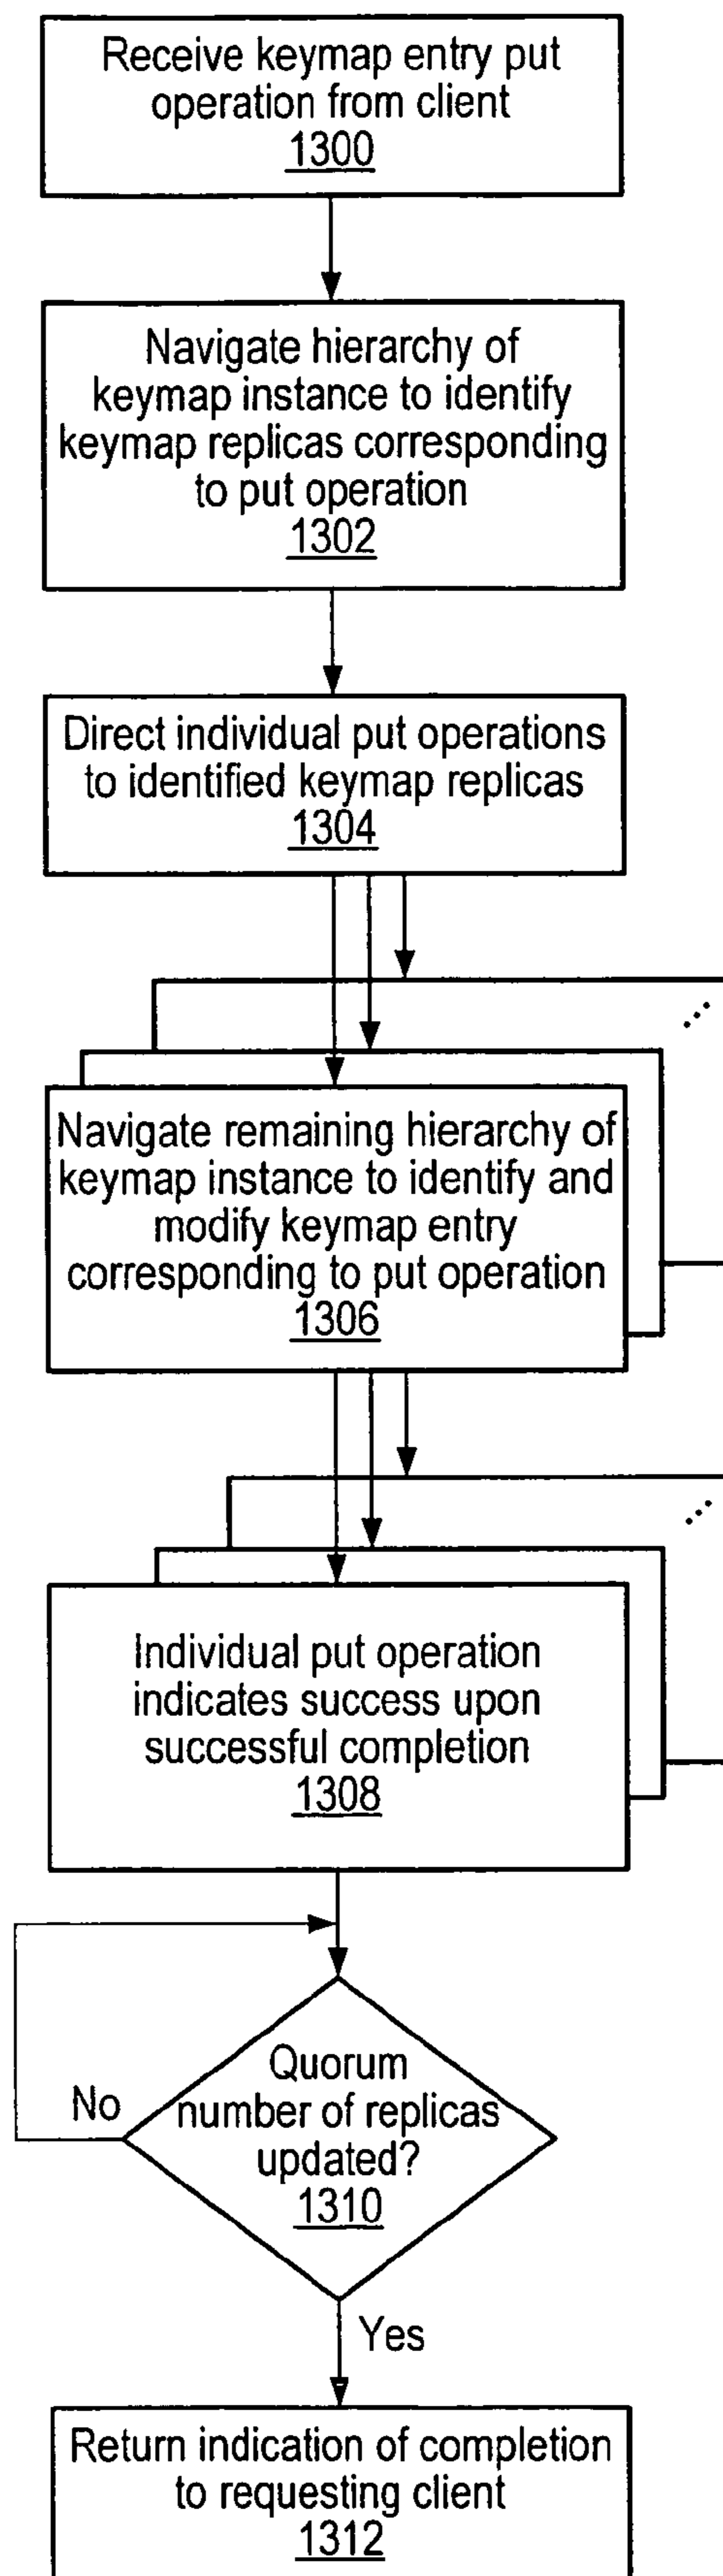 Receive keymap entry put
operation from client
1300
Navigate hierarchy of
keymap instance to identify
keymap replicas corresponding
to put operation
1302
Direct individual put operations
to identified keymap replicas
1304
Navigate remaining hierarchy of
keymap instance to identify and
modify keymap entry
corresponding to put operation
1306
Individual put operation
indicates success upon
successful completion
1308
Quorum
number of replicas
updated?
1310
No
Yes
Return indication of completion
to requesting client
1312